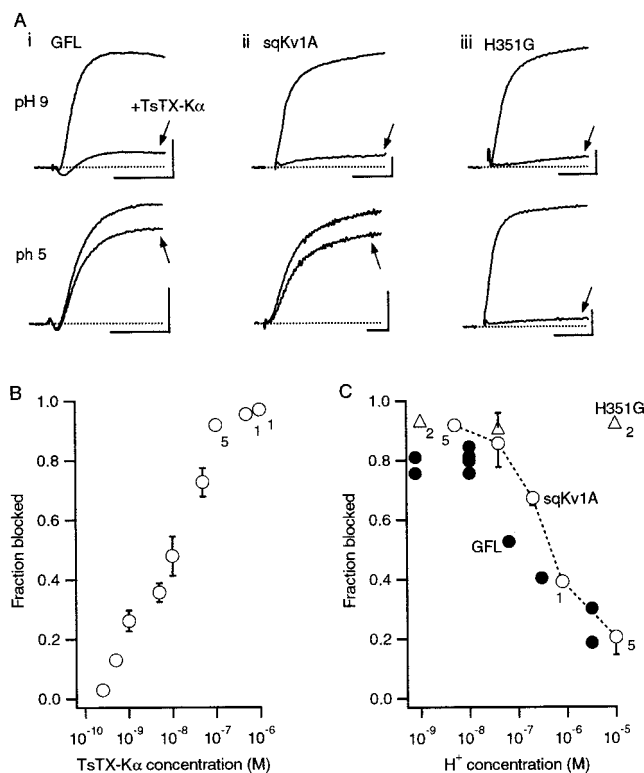 A
i GFL
ii sqKv1A
iii H351G
pH 9
+TsTX-Kα
ph 5
B
Fraction blocked
1.0
0.8
0.6
0.4
0.2
0.0
5
1
1
10⁻¹⁰ 10⁻⁹ 10⁻⁸ 10⁻⁷ 10⁻⁶
TsTX-Kα concentration (M)
C
Fraction blocked
1.0
0.8
0.6
0.4
0.2
0.0
H351G
2
5
2
sqKv1A
GFL
1
5
10⁻⁹ 10⁻⁸ 10⁻⁷ 10⁻⁶ 10⁻⁵
H⁺ concentration (M)